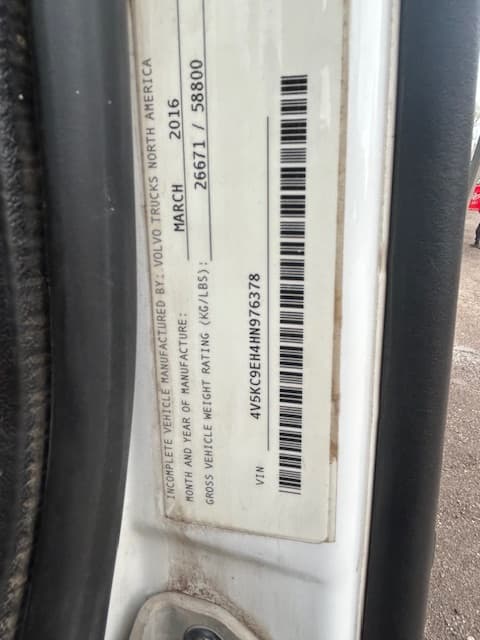 INCOMPLETE VEHICLE MANUFACTURED BY: VOLVO TRUCKS NORTH AMERICA
MONTH AND YEAR OF MANUFACTURE: MARCH 2016
GROSS VEHICLE WEIGHT RATING (KG/LBS): 26671 / 58800
VIN 4V5KC9EH4HN976378